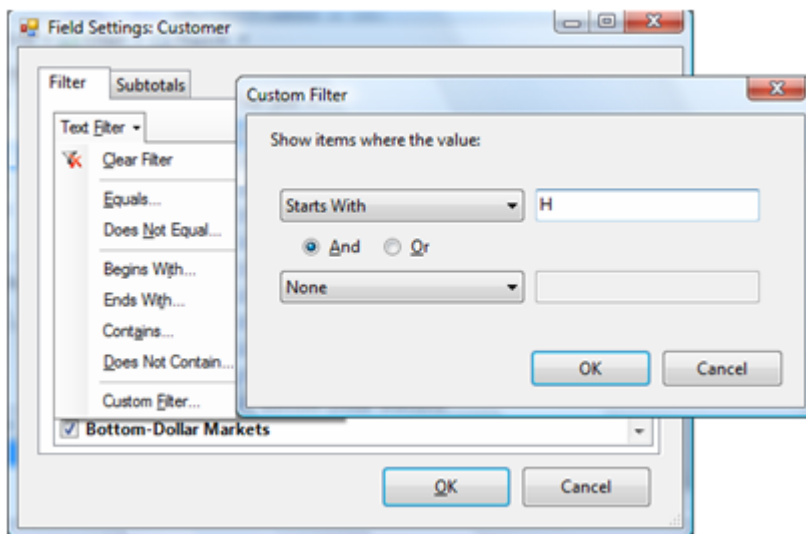 Field Settings: Customer
Filter
Subtotals
Text Filter
Clear Filter
Equals...
Does Not Equal...
Begins With...
Ends With...
Contains...
Does Not Contain...
Custom Filter...
Bottom-Dollar Markets
OK
Cancel
Custom Filter
Show items where the value:
Starts With
H
And
Or
None
OK
Cancel